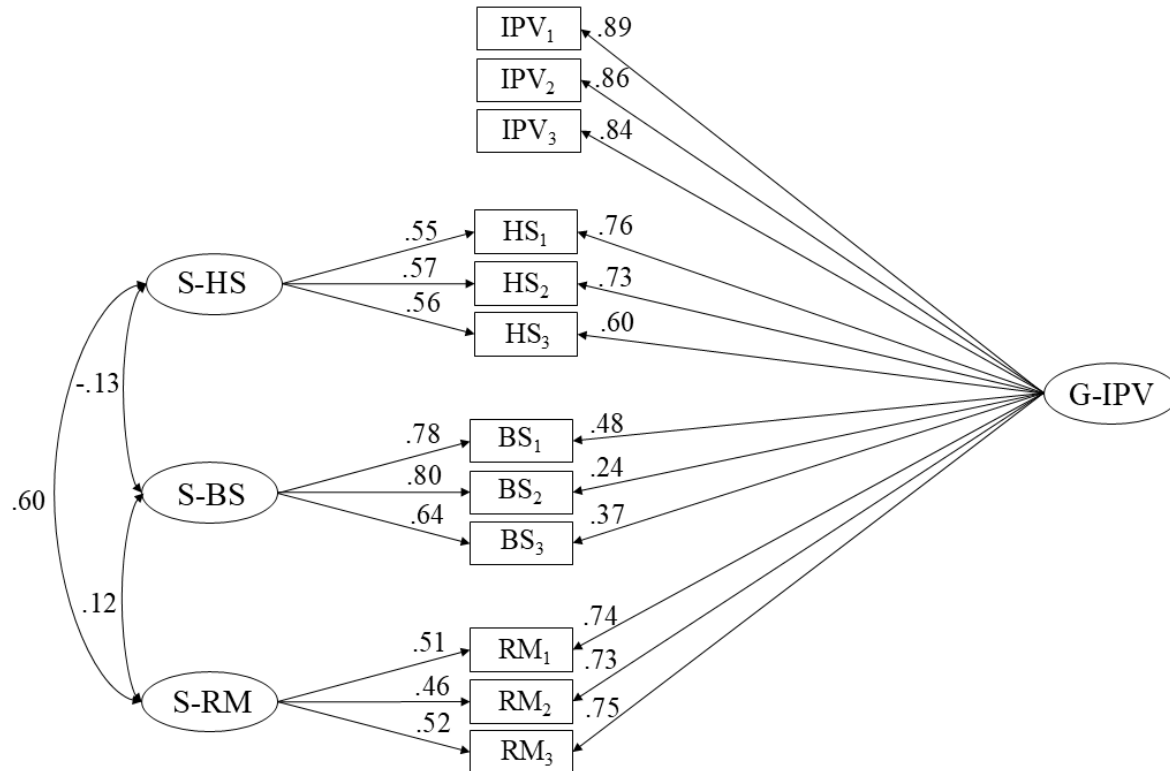 IPV₁ .89
IPV₂ .86
IPV₃ .84
.55 HS₁ .76
S-HS .57 HS₂ .73
.56 HS₃ .60
-.13
G-IPV
.78 BS₁ .48
S-BS .80 BS₂ .24
.60
.64 BS₃ .37
.12
.51 RM₁ .74
S-RM .46 RM₂ .73
.52 RM₃ .75